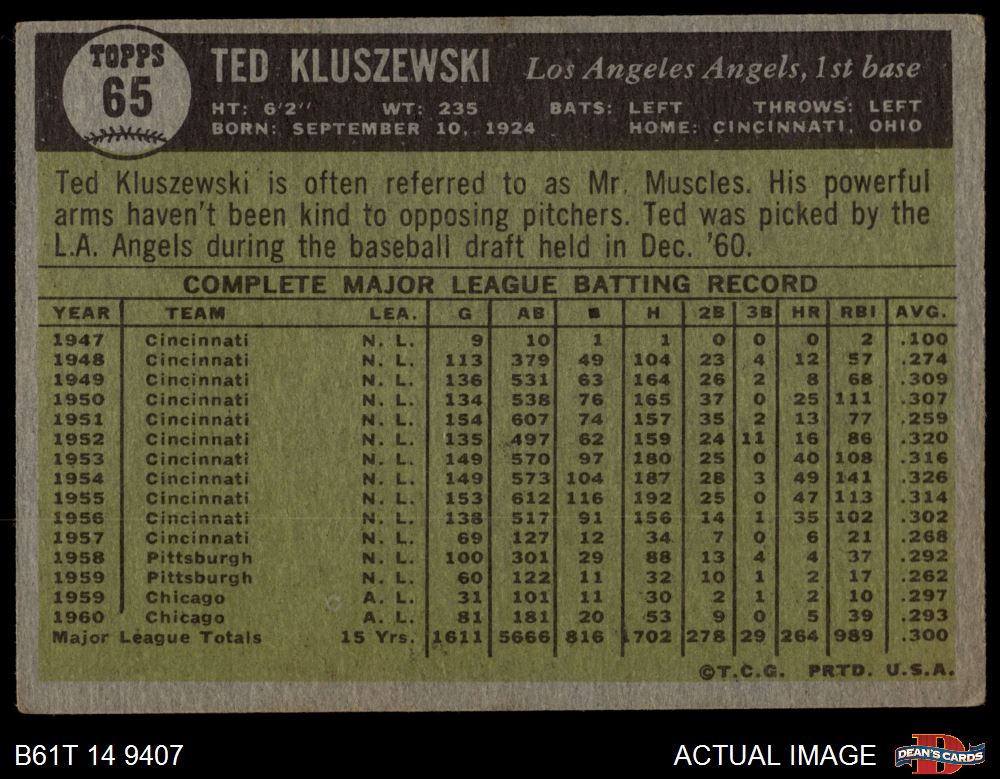 TOPPS
65
TED KLUSZEWSKI Los Angeles Angels, 1st base
HT: 6'2" WT: 235 BATS: LEFT THROWS: LEFT
BORN: SEPTEMBER 10, 1924 HOME: CINCINNATI, OHIO
Ted Kluszewski is often referred to as Mr. Muscles. His powerful
arms haven't been kind to opposing pitchers. Ted was picked by the
L.A. Angels during the baseball draft held in Dec. '60.
COMPLETE MAJOR LEAGUE BATTING RECORD
YEAR TEAM LEA. G AB H 2B 3B HR RBI AVG.
1947 Cincinnati N. L. 9 10 1 1 0 0 0 2 .100
1948 Cincinnati N. L. 113 379 49 104 23 4 12 57 .274
1949 Cincinnati N. L. 136 531 63 164 26 2 8 68 .309
1950 Cincinnati N. L. 134 538 76 165 37 0 25 111 .307
1951 Cincinnati N. L. 154 607 74 157 35 2 13 77 .259
1952 Cincinnati N. L. 135 497 62 159 24 11 16 86 .320
1953 Cincinnati N. L. 149 570 97 180 25 0 40 108 .316
1954 Cincinnati N. L. 149 573 104 187 28 3 49 141 .326
1955 Cincinnati N. L. 153 612 116 192 25 0 47 113 .314
1956 Cincinnati N. L. 138 517 91 156 14 1 35 102 .302
1957 Cincinnati N. L. 69 127 12 34 7 0 6 21 .268
1958 Pittsburgh N. L. 100 301 29 88 13 4 4 37 .292
1959 Pittsburgh N. L. 60 122 11 32 10 1 2 17 .262
1959 Chicago A. L. 31 101 11 30 2 1 2 10 .297
1960 Chicago A. L. 81 181 20 53 9 0 5 39 .293
Major League Totals 15 Yrs. 1611 5666 816 1702 278 29 264 989 .300
©T.C.G. PRTD. U.S.A.
B61T 14 9407 ACTUAL IMAGE DEAN'S CARDS